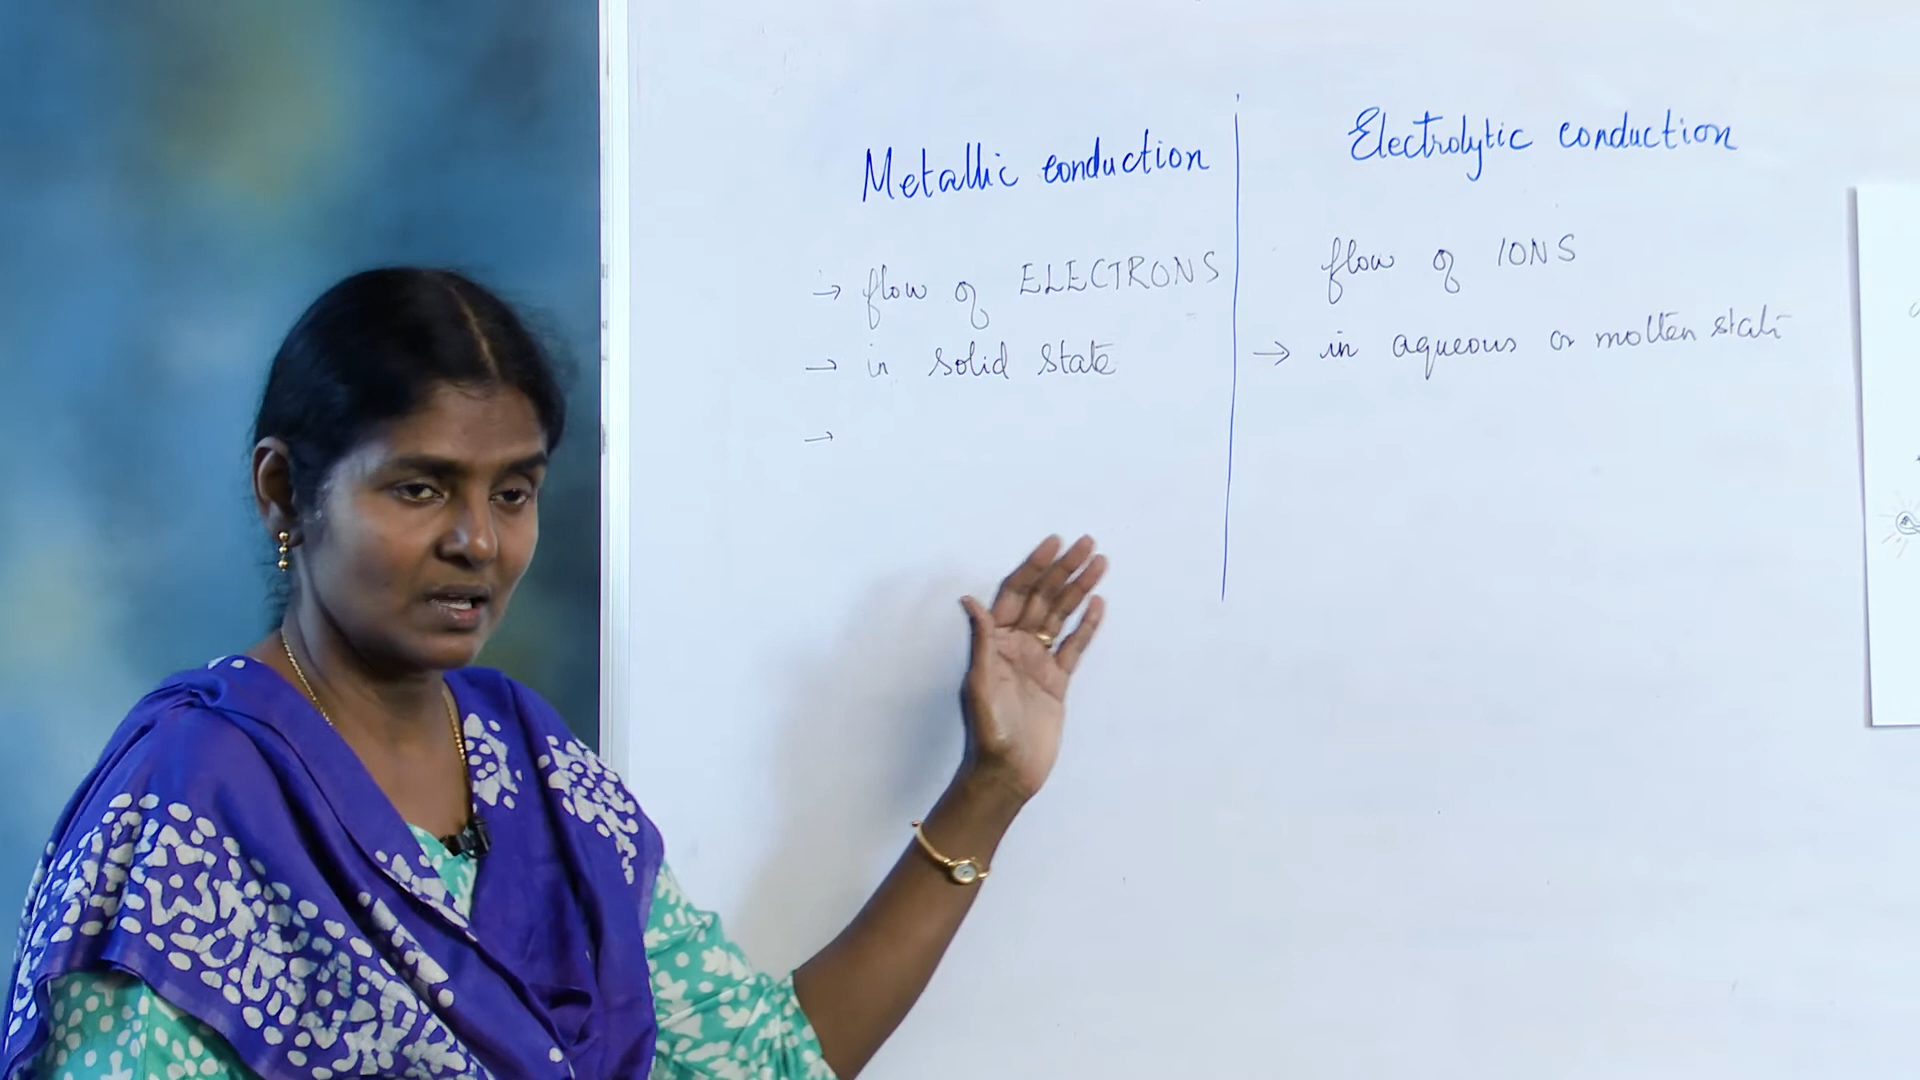 Metallic conduction
→ flow of ELECTRONS
→ in solid state
→
Electrolytic conduction
flow of IONS
→ in aqueous or molten state